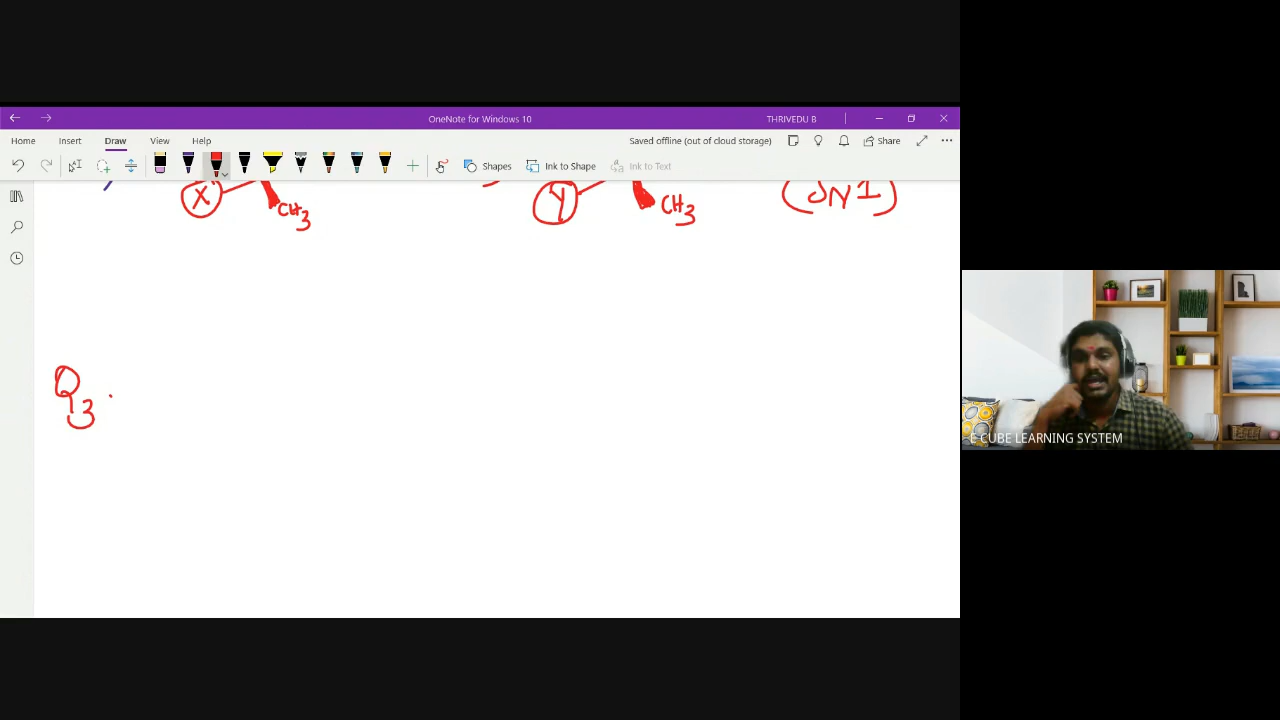 OneNote for Windows 10
THRIVEDU B
Home Insert Draw View Help
Saved offline (out of cloud storage)
Share
Shapes
Ink to Shape
Ink to Text
X
CH3
Y
CH3
(SN1)
Q3.
E CUBE LEARNING SYSTEM